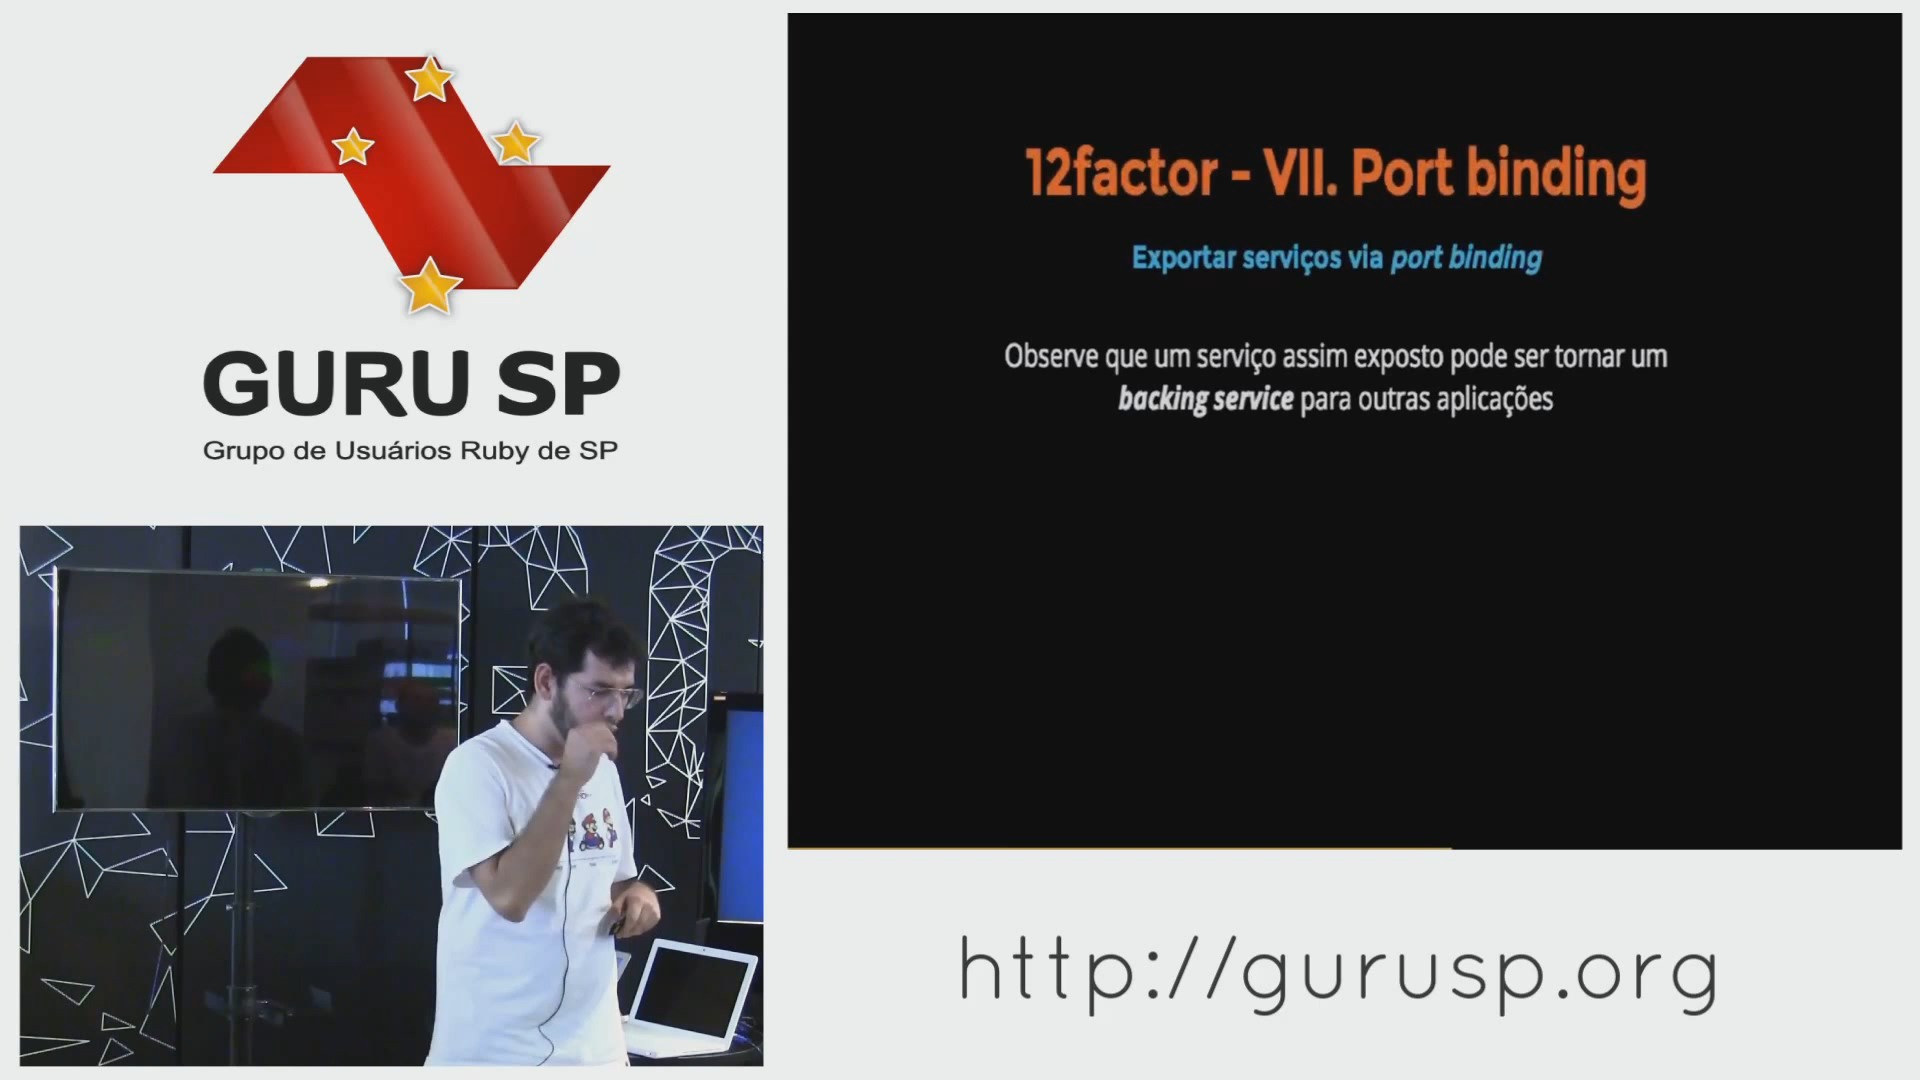 GURU SP
Grupo de Usuários Ruby de SP
12factor - VII. Port binding
Exportar serviços via port binding
Observe que um serviço assim exposto pode ser tornar um
backing service para outras aplicações
http://gurusp.org